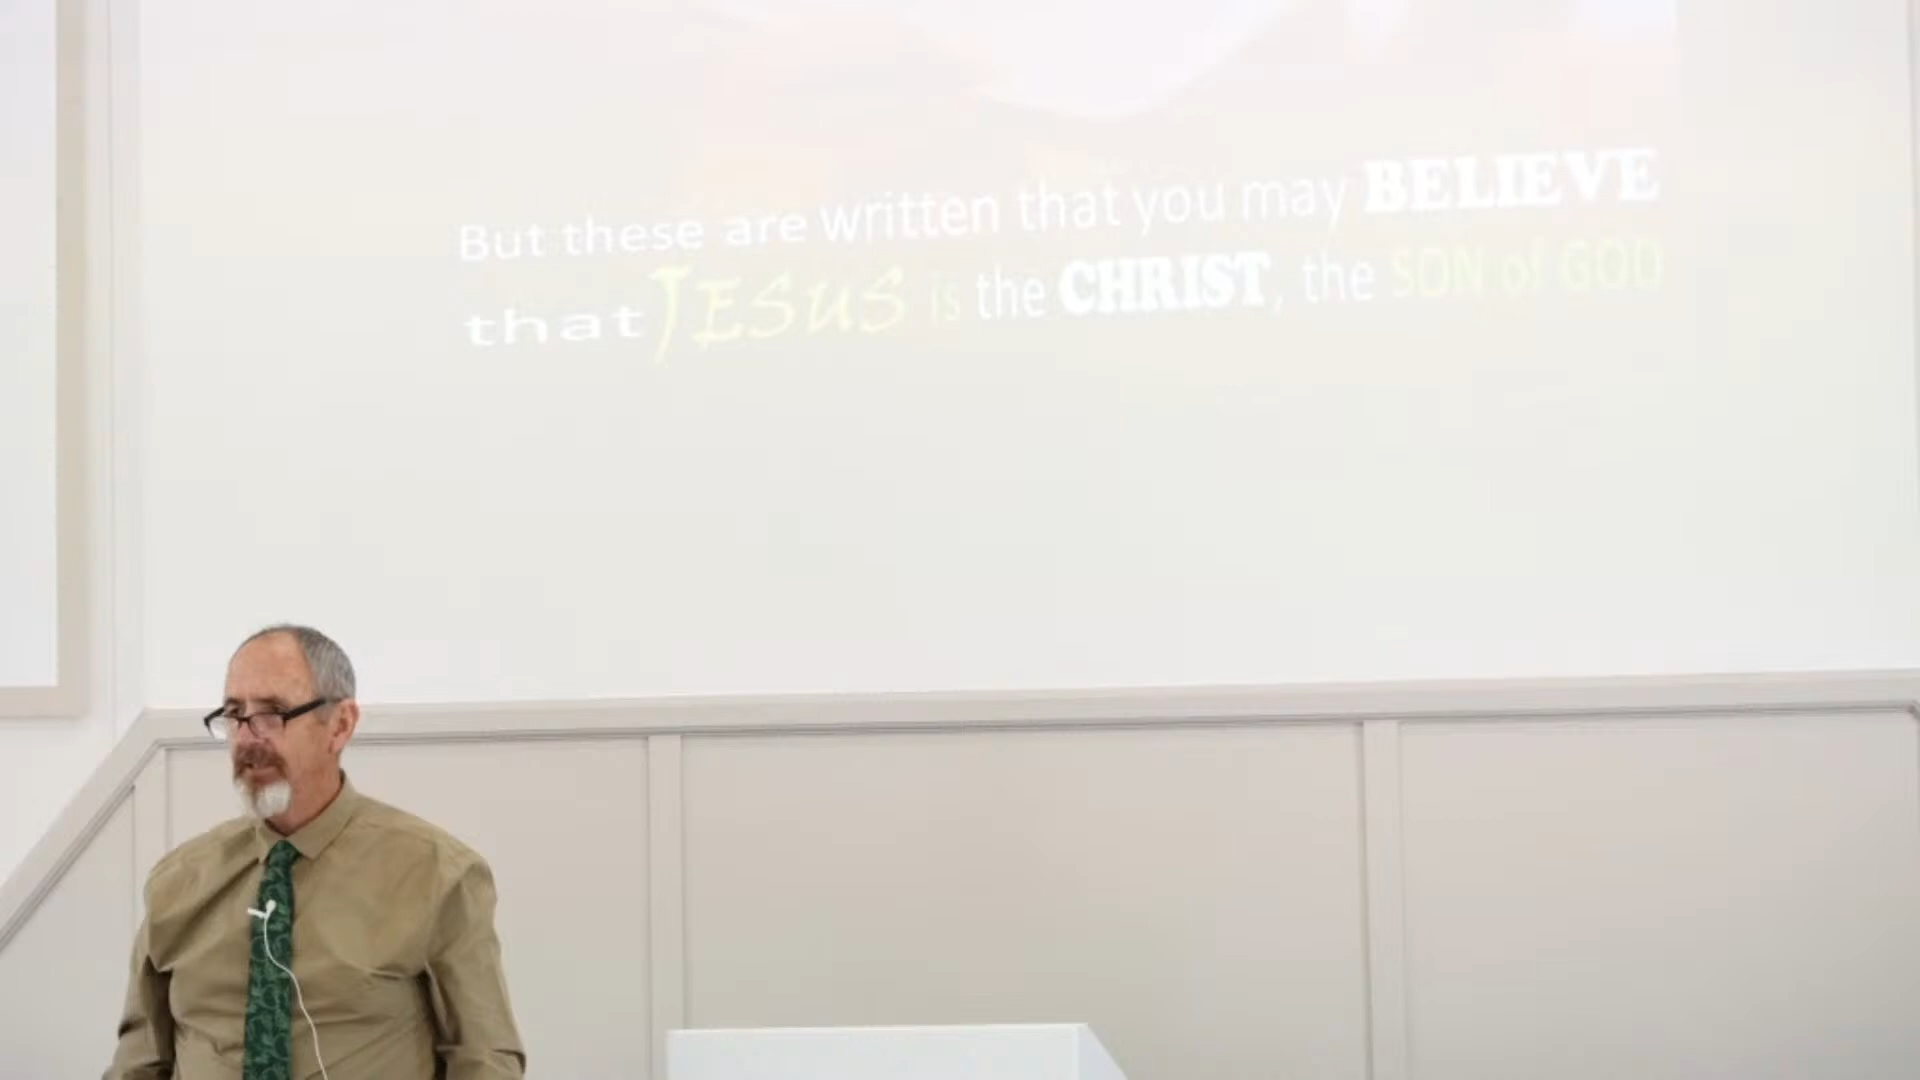 But these are written that you may BELIEVE
that JESUS is the CHRIST, the SON of GOD